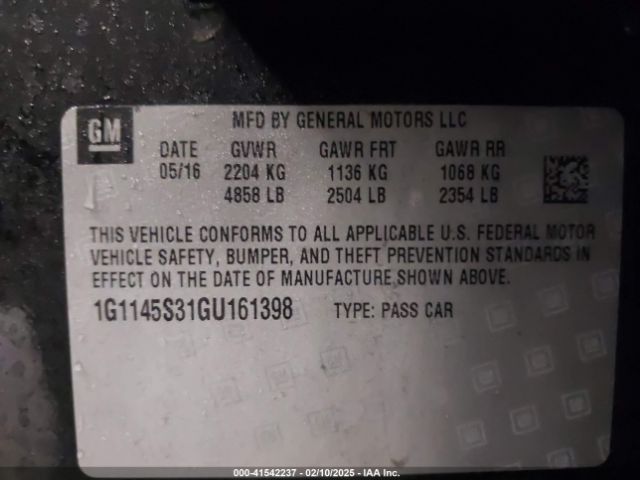 GM
MFD BY GENERAL MOTORS LLC
DATE GVWR GAWR FRT GAWR RR
05/16 2204 KG 1136 KG 1068 KG
4858 LB 2504 LB 2354 LB
THIS VEHICLE CONFORMS TO ALL APPLICABLE U.S. FEDERAL MOTOR
VEHICLE SAFETY, BUMPER, AND THEFT PREVENTION STANDARDS IN
EFFECT ON THE DATE OF MANUFACTURE SHOWN ABOVE.
1G1145S31GU161398 TYPE: PASS CAR
000-41542237 - 02/10/2025 - IAA Inc.